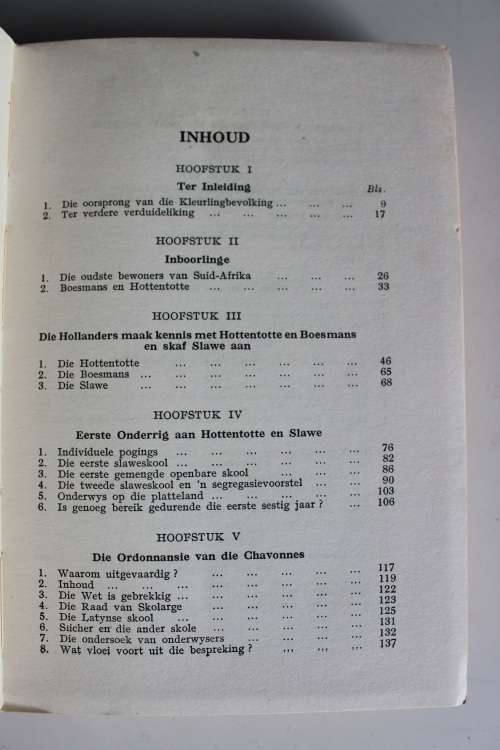 INHOUD
HOOFSTUK I
Ter Inleiding
Blz.
1. Die oorsprong van die Kleurlingbevolking ... ... ... 9
2. Ter verdere verduideliking ... ... ... ... ... 17
HOOFSTUK II
Inboorlinge
1. Die oudste bewoners van Suid-Afrika ... ... ... 26
2. Boesmans en Hottentotte ... ... ... ... ... 33
HOOFSTUK III
Die Hollanders maak kennis met Hottentotte en Boesmans
en skaf Slawe aan
1. Die Hottentotte ... ... ... ... ... ... 46
2. Die Boesmans ... ... ... ... ... ... ... 65
3. Die Slawe ... ... ... ... ... ... ... 68
HOOFSTUK IV
Eerste Onderrig aan Hottentotte en Slawe
1. Individuele pogings ... ... ... ... ... ... 76
2. Die eerste slaweskool ... ... ... ... ... ... 82
3. Die eerste gemengde openbare skool ... ... ... 86
4. Die tweede slaweskool en 'n segregasievoorstel ... ... 90
5. Onderwys op die platteland ... ... ... ... ... 103
6. Is genoeg bereik gedurende die eerste sestig jaar ? ... 106
HOOFSTUK V
Die Ordonnansie van die Chavonnes
1. Waarom uitgevaardig ? ... ... ... ... ... 117
2. Inhoud ... ... ... ... ... ... ... ... 119
3. Die Wet is gebrekkig ... ... ... ... ... ... 122
4. Die Raad van Skolarge ... ... ... ... ... 123
5. Die Latynse skool ... ... ... ... ... ... 125
6. Slicher en die ander skole ... ... ... ... ... 131
7. Die ondersoek van onderwysers ... ... ... ... 132
8. Wat vloei voort uit die bespreking ? ... ... ... 137